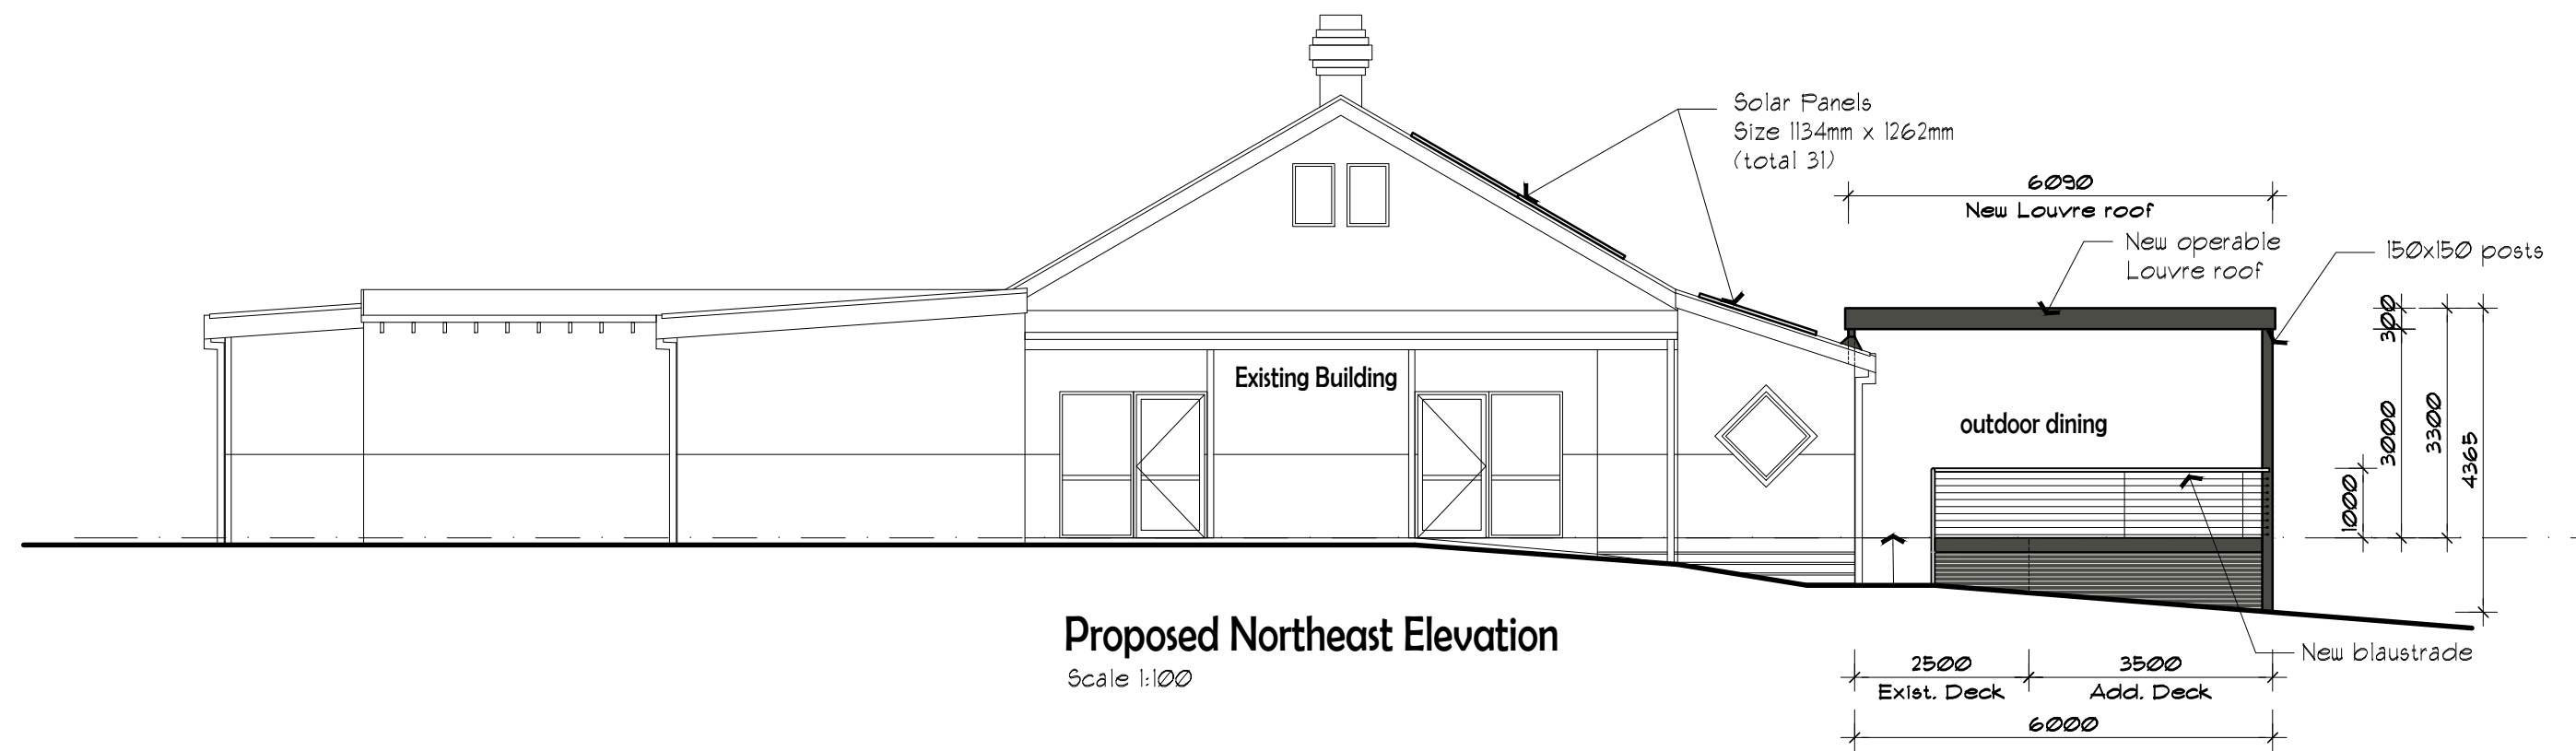 Solar Panels
Size 1134mm x 1262mm
(total 31)
6090
New Louvre roof
New operable
Louvre roof
150x150 posts
300
3000
3300
4365
1000
Existing Building
outdoor dining
Proposed Northeast Elevation
Scale 1:100
New blaustrade
2500
Exist. Deck
3500
Add. Deck
6000